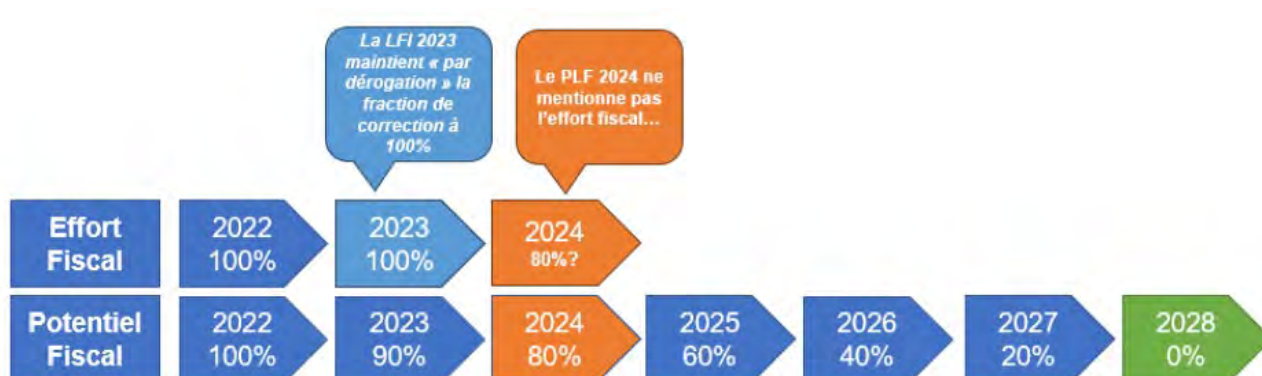 La LFI 2023
maintient « par
dérogation » la
fraction de
correction à
100%
Le PLF 2024 ne
mentionne pas
l'effort fiscal...
Effort
Fiscal
2022
100%
2023
100%
2024
80%?
Potentiel
Fiscal
2022
100%
2023
90%
2024
80%
2025
60%
2026
40%
2027
20%
2028
0%